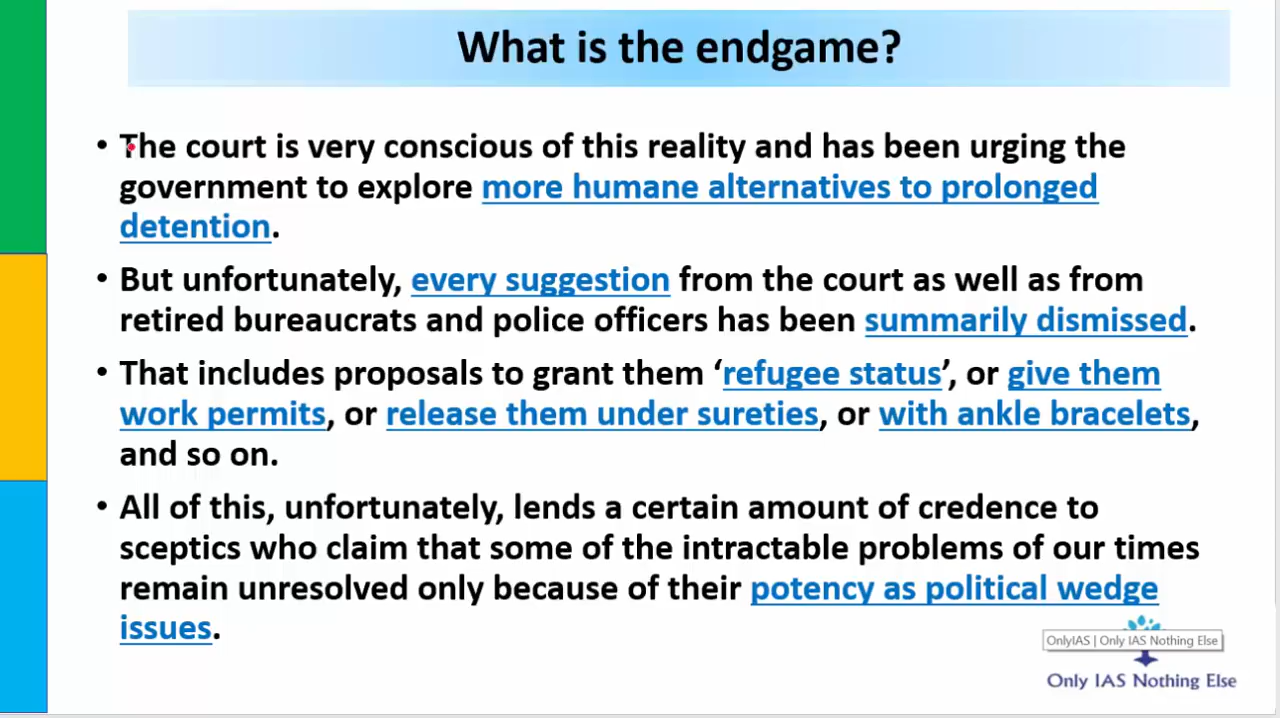 What is the endgame?
• The court is very conscious of this reality and has been urging the
government to explore more humane alternatives to prolonged
detention.
• But unfortunately, every suggestion from the court as well as from
retired bureaucrats and police officers has been summarily dismissed.
• That includes proposals to grant them ‘refugee status’, or give them
work permits, or release them under sureties, or with ankle bracelets,
and so on.
• All of this, unfortunately, lends a certain amount of credence to
sceptics who claim that some of the intractable problems of our times
remain unresolved only because of their potency as political wedge
issues.
OnlyIAS | Only IAS Nothing Else
Only IAS Nothing Else